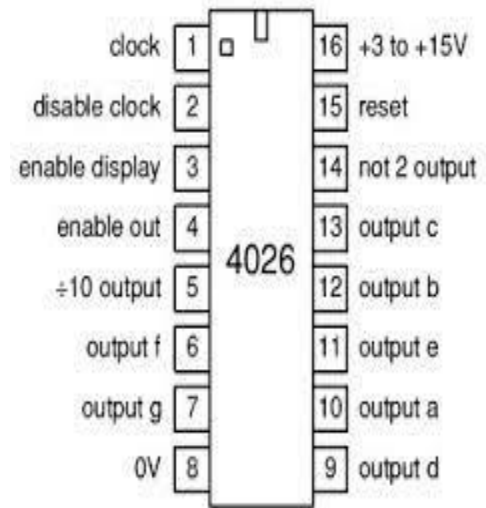 clock 1 16 +3 to +15V
disable clock 2 15 reset
enable display 3 14 not 2 output
enable out 4 13 output c
4026
÷10 output 5 12 output b
output f 6 11 output e
output g 7 10 output a
0V 8 9 output d